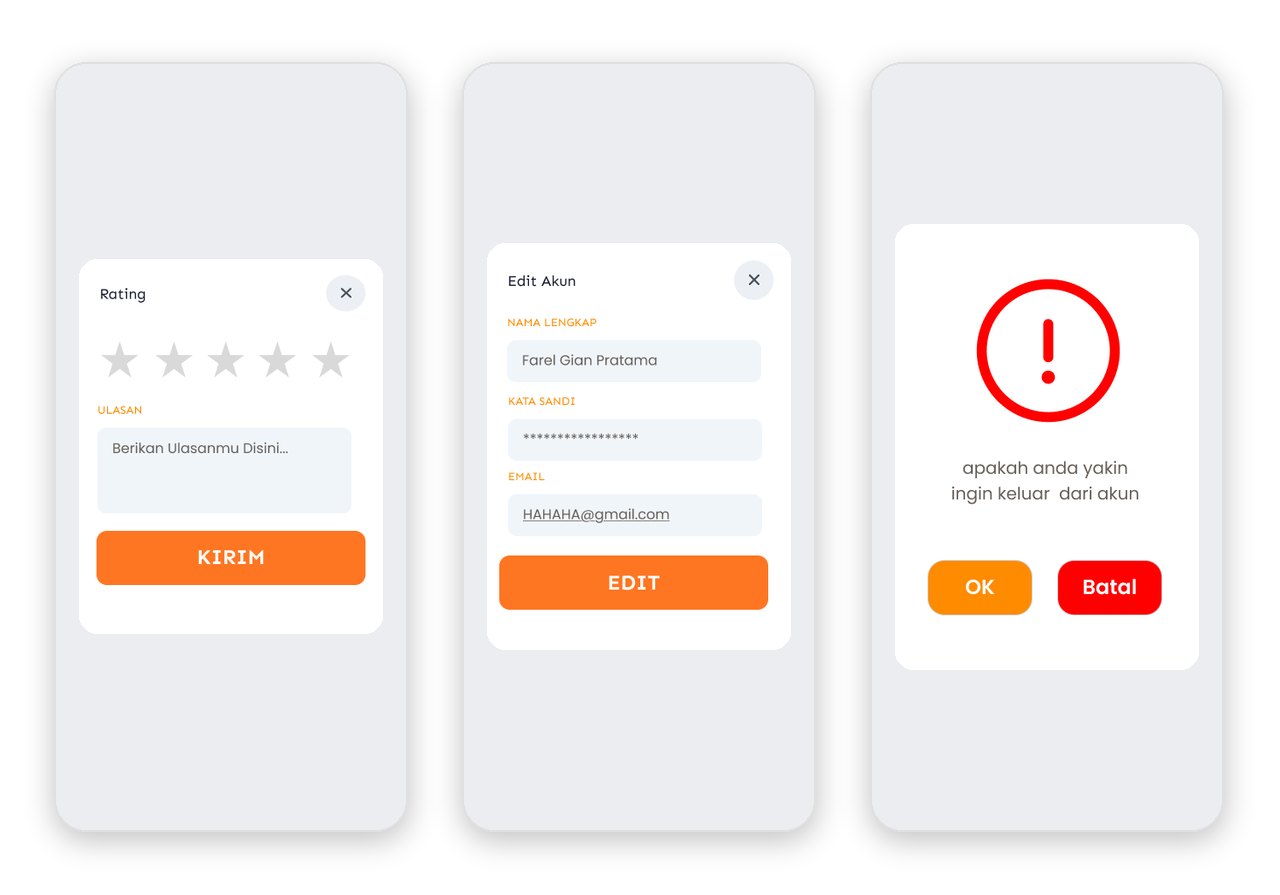 Rating
ULASAN
Berikan Ulasanmu Disini...
KIRIM
Edit Akun
NAMA LENGKAP
Farel Gian Pratama
KATA SANDI
*****************
EMAIL
HAHAHA@gmail.com
EDIT
apakah anda yakin
ingin keluar  dari akun
OK
Batal